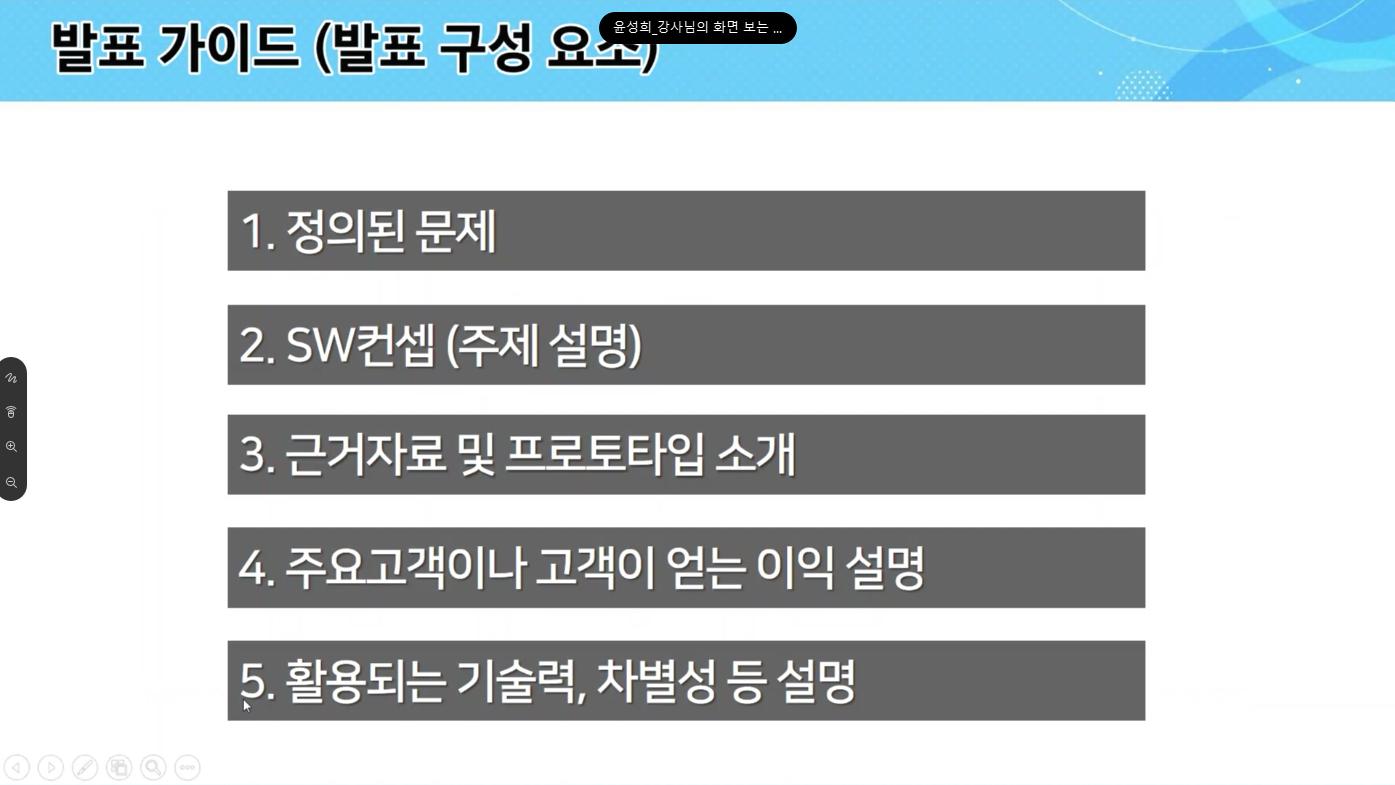 윤성희_강사님의 화면 보는 ...
발표 가이드 (발표 구성 요소)
1. 정의된 문제
2. SW컨셉 (주제 설명)
3. 근거자료 및 프로토타입 소개
4. 주요고객이나 고객이 얻는 이익 설명
5. 활용되는 기술력, 차별성 등 설명